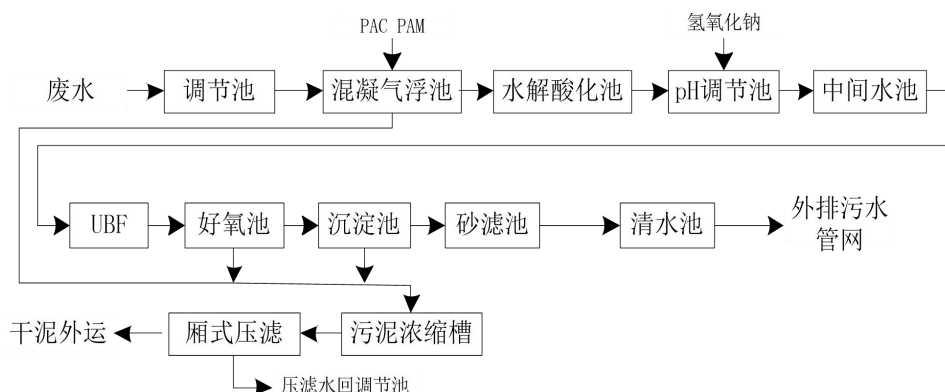 PAC PAM
氢氧化钠
废水
调节池
混凝气浮池
水解酸化池
pH调节池
中间水池
UBF
好氧池
沉淀池
砂滤池
清水池
外排污水
管网
干泥外运
厢式压滤
污泥浓缩槽
压滤水回调节池